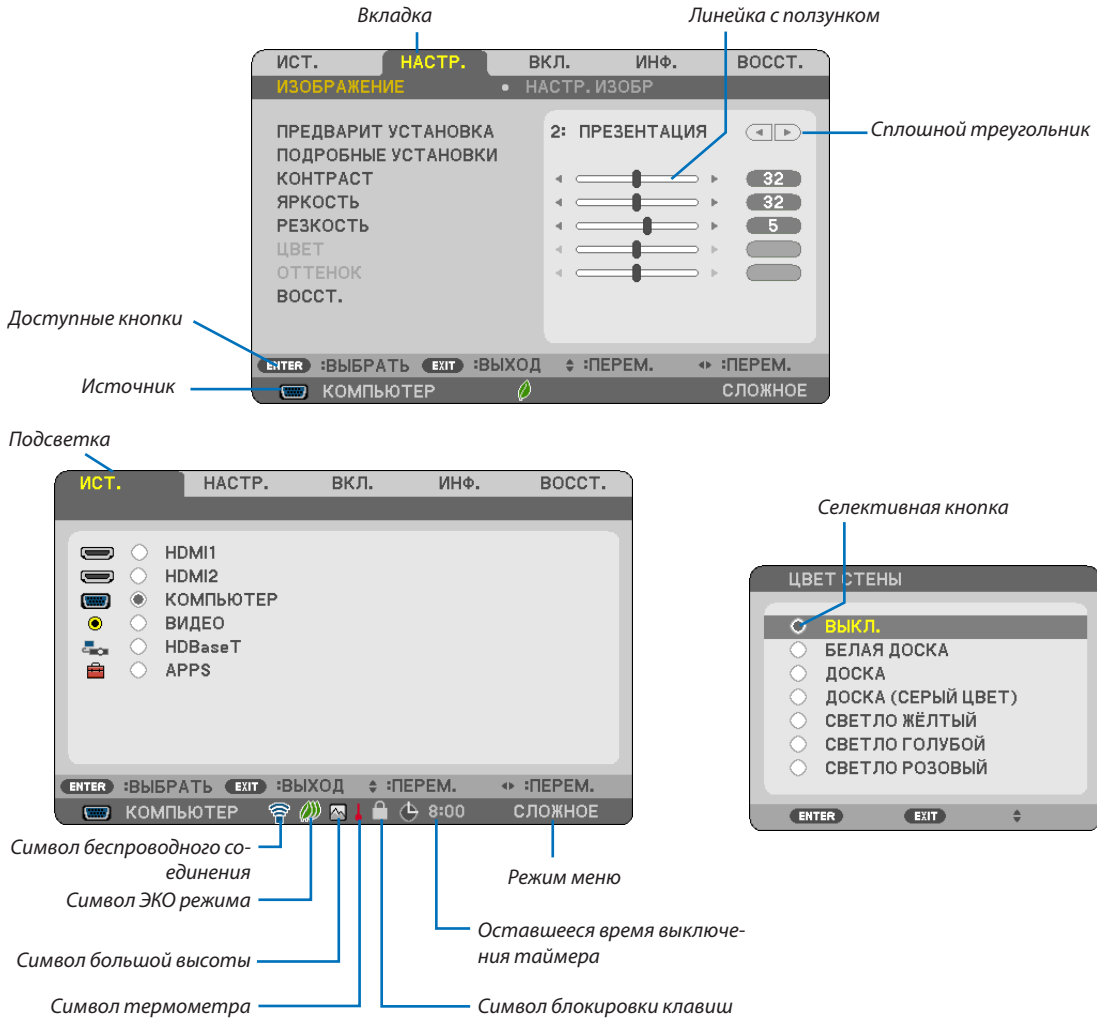 Вкладка
Линейка с ползунком
ИСТ. НАСТР. ВКЛ. ИНФ. ВОССТ.
ИЗОБРАЖЕНИЕ • НАСТР. ИЗОБР
ПРЕДВАРИТ УСТАНОВКА 2: ПРЕЗЕНТАЦИЯ
Сплошной треугольник
ПОДРОБНЫЕ УСТАНОВКИ
КОНТРАСТ 32
ЯРКОСТЬ 32
РЕЗКОСТЬ 5
ЦВЕТ
ОТТЕНОК
ВОССТ.
Доступные кнопки
ENTER :ВЫБРАТЬ EXIT :ВЫХОД :ПЕРЕМ. :ПЕРЕМ.
Источник
КОМПЬЮТЕР СЛОЖНОЕ
Подсветка
ИСТ. НАСТР. ВКЛ. ИНФ. ВОССТ.
HDMI1
HDMI2
КОМПЬЮТЕР
ВИДЕО
HDBaseT
APPS
ENTER :ВЫБРАТЬ EXIT :ВЫХОД :ПЕРЕМ. :ПЕРЕМ.
КОМПЬЮТЕР 8:00 СЛОЖНОЕ
Селективная кнопка
ЦВЕТ СТЕНЫ
ВЫКЛ.
БЕЛАЯ ДОСКА
ДОСКА
ДОСКА (СЕРЫЙ ЦВЕТ)
СВЕТЛО ЖЁЛТЫЙ
СВЕТЛО ГОЛУБОЙ
СВЕТЛО РОЗОВЫЙ
ENTER EXIT
Символ беспроводного со-
единения
Режим меню
Символ ЭКО режима
Оставшееся время выключе-
ния таймера
Символ большой высоты
Символ термометра
Символ блокировки клавиш